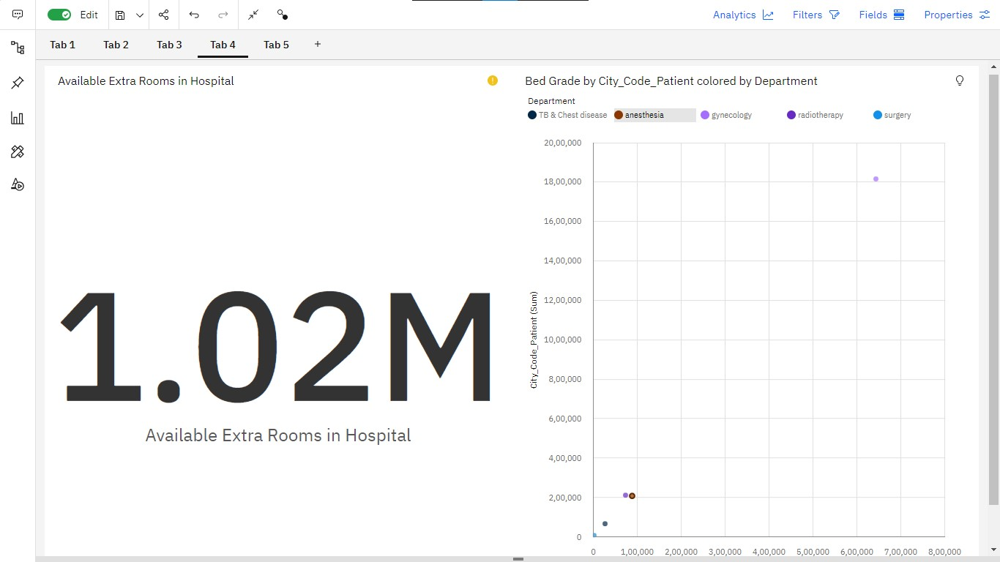 Edit
Analytics
Filters
Fields
Properties
Tab 1
Tab 2
Tab 3
Tab 4
Tab 5
+
Available Extra Rooms in Hospital
1.02M
Available Extra Rooms in Hospital
Bed Grade by City_Code_Patient colored by Department
Department
TB & Chest disease
anesthesia
gynecology
radiotherapy
surgery
City_Code_Patient (Sum)
20,00,000
18,00,000
16,00,000
14,00,000
12,00,000
10,00,000
8,00,000
6,00,000
4,00,000
2,00,000
0
0
1,00,000
2,00,000
3,00,000
4,00,000
5,00,000
6,00,000
7,00,000
8,00,000